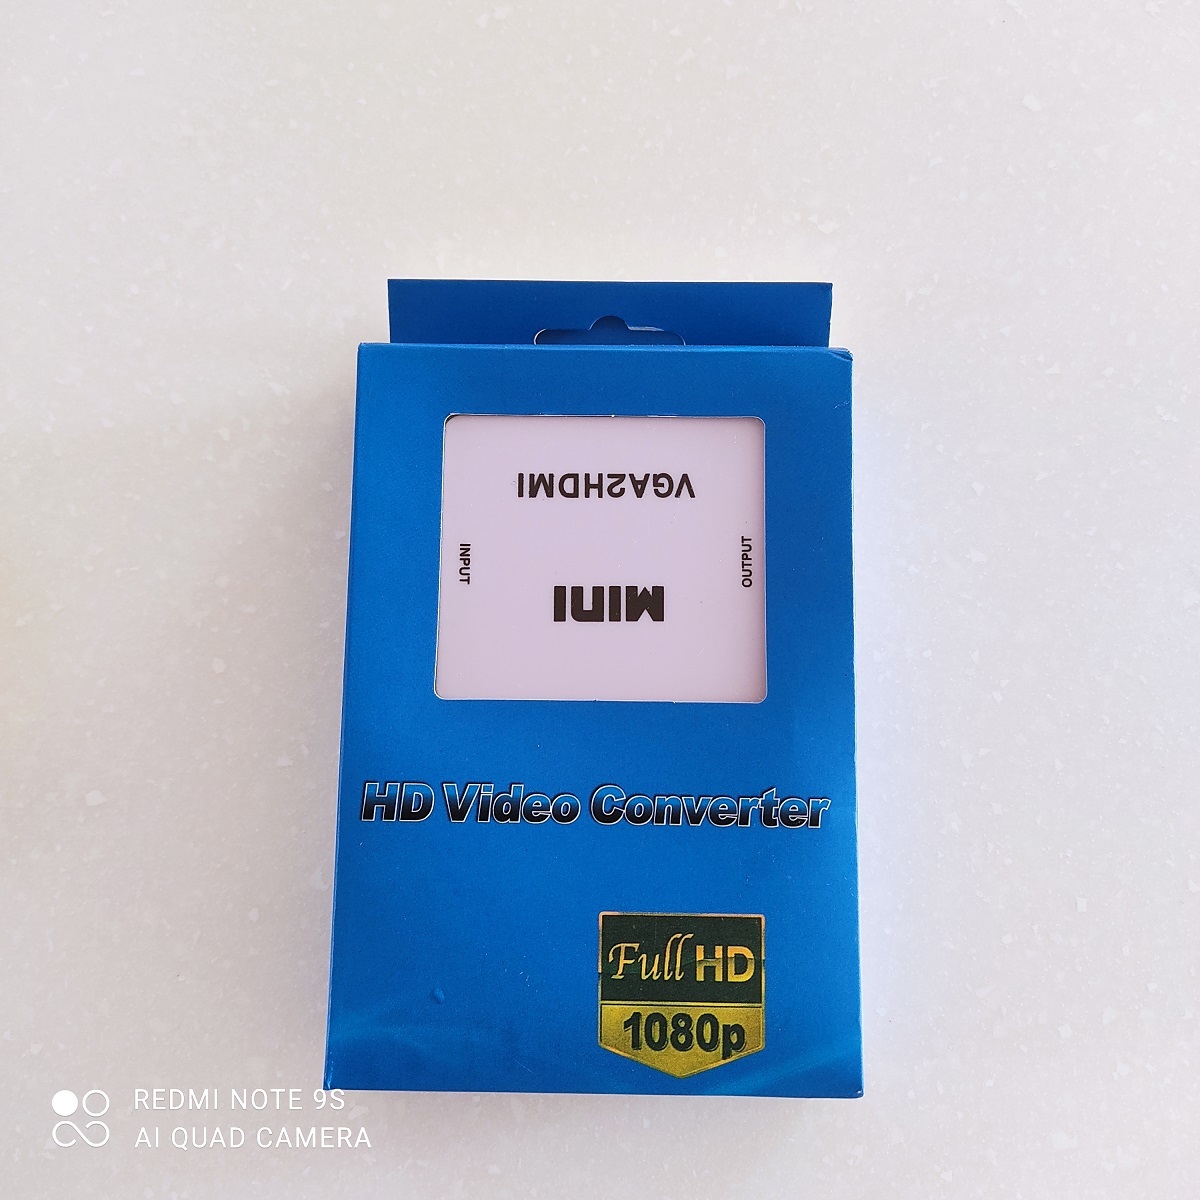 VGA2HDMI
INPUT
OUTPUT
MINI
HD Video Converter
Full HD
1080p
REDMI NOTE 9S
AI QUAD CAMERA